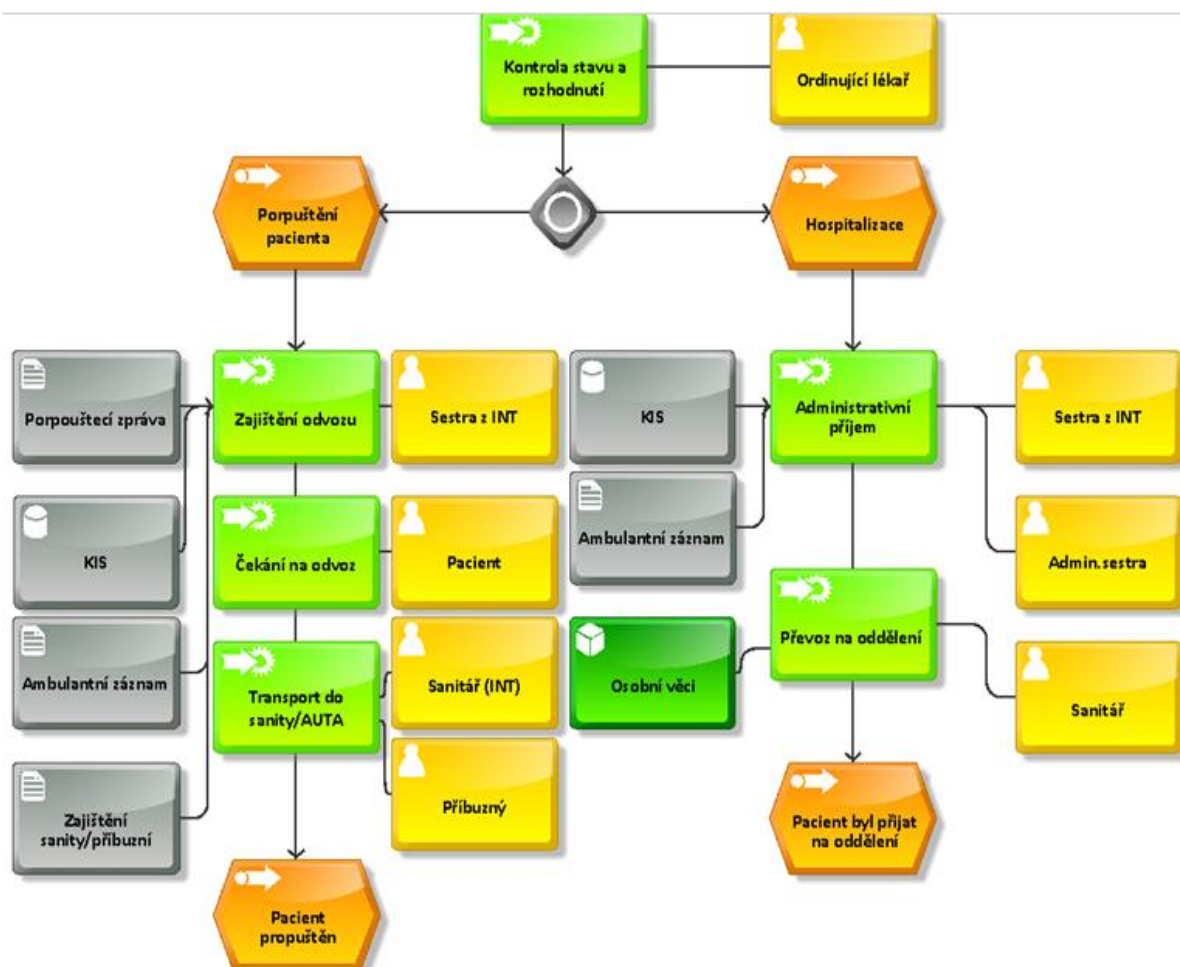 Kontrola stavu a
rozhodnutí
Ordinující lékař
Porpuštění
pacienta
Hospitalizace
Porpouštecí zpráva
Zajištění odvozu
Sestra z INT
KIS
Administrativní
příjem
Sestra z INT
KIS
Čekání na odvoz
Pacient
Ambulantní záznam
Admin.sestra
Ambulantní záznam
Transport do
sanity/AUTA
Sanitář (INT)
Osobní věci
Převoz na oddělení
Sanitář
Zajištění
sanity/příbuzní
Příbuzný
Pacient byl přijat
na oddělení
Pacient
propuštěn